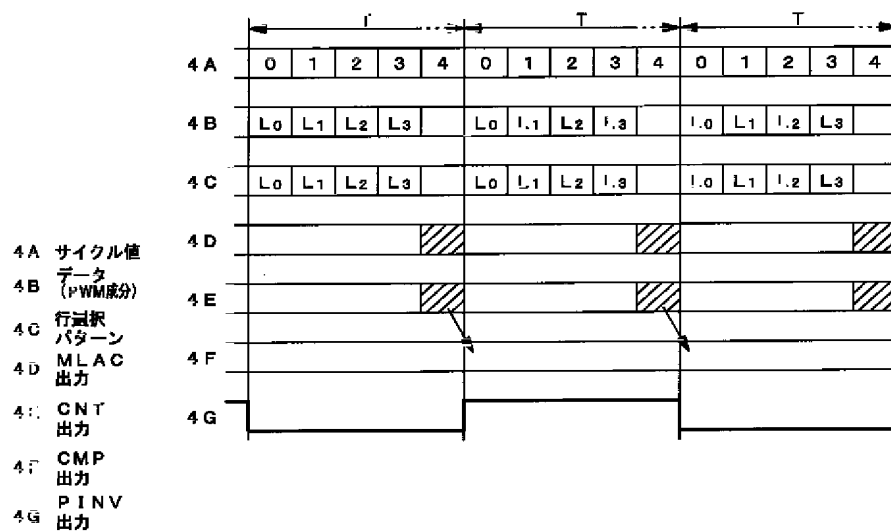 T T T
4A 0 1 2 3 4 0 1 2 3 4 0 1 2 3 4
4B L0 L1 L2 L3 L0 L1 L2 L3 L0 L1 L2 L3
4C L0 L1 L2 L3 L0 L1 L2 L3 L0 L1 L2 L3
4D
4E
4F
4G
4A サイクル値
4B データ
(PWM成分)
4C 行選択
パターン
4D MLAC
出力
4E CNT
出力
4F CMP
出力
4G PINV
出力